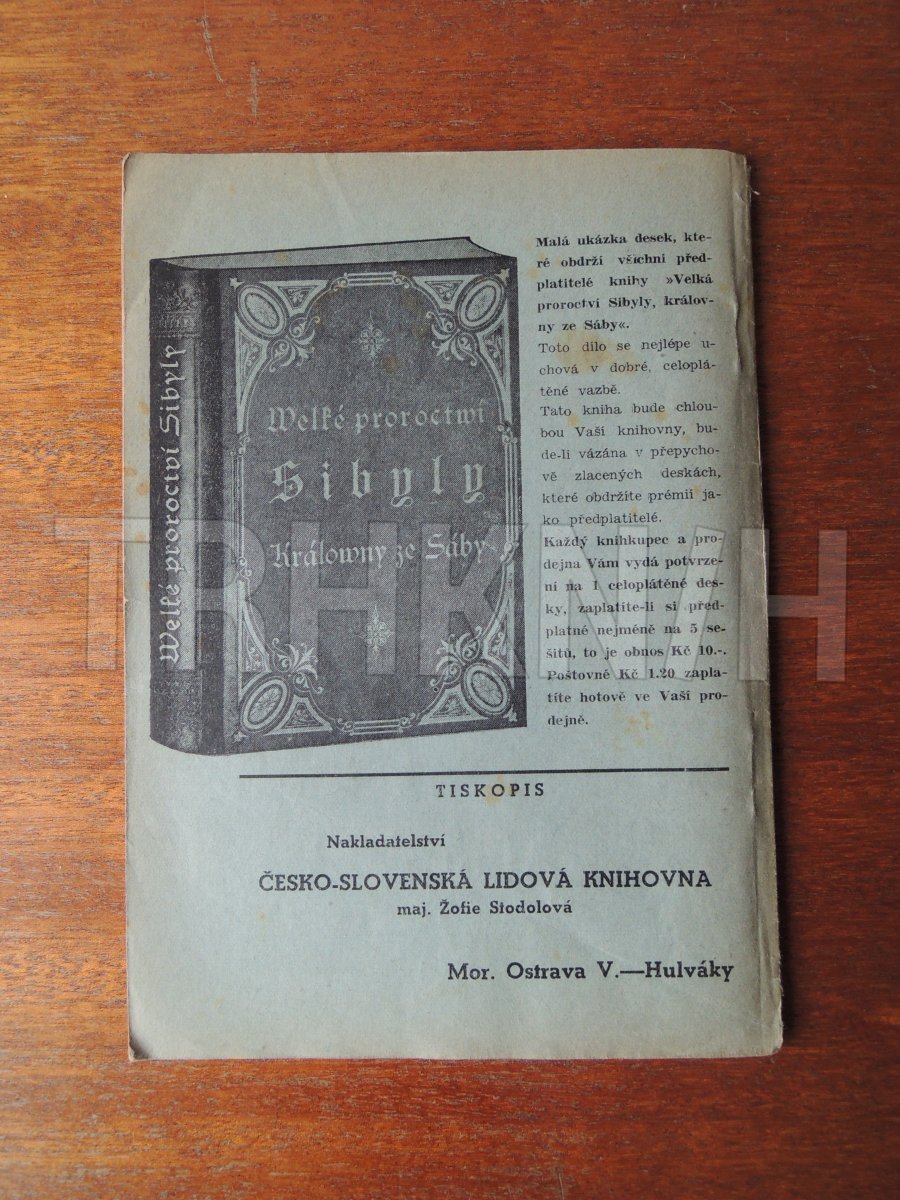 Welké proroctví Sibyly
Welké proroctwí
Sibyly
Králowny ze Sáby
Malá ukázka desek, kte-
ré obdrží všichni před-
platitelé knihy »Velká
proroctví Sibyly, královny
ny ze Sáby«.
Toto dílo se nejlépe u-
chová v dobré, celoplá-
těné vazbě.
Tato kniha bude chlou-
bou Vaší knihovny, bu-
de-li vázána v přepycho-
vě zlacených deskách,
které obdržíte prémií ja-
ko předplatitelé.
Každý knihkupec a pro-
dejna Vám vydá potvrze-
ní na 1 celoplátěné des-
ky, zaplatíte-li si před-
platné nejméně na 5 se-
šitů, to je obnos Kč 10.-.
Poštovné Kč 1.20 zapla-
títe hotově ve Vaší pro-
dejně.
TISKOPIS
Nakladatelství
ČESKO-SLOVENSKÁ LIDOVÁ KNIHOVNA
maj. Žofie Stodolová
Mor. Ostrava V.—Hulváky
TRHKNIH